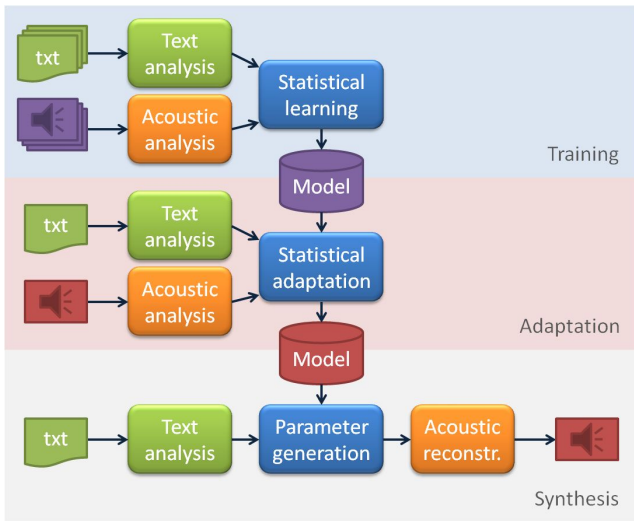 txt
Text
analysis
Statistical
learning
Acoustic
analysis
Training
Model
txt
Text
analysis
Statistical
adaptation
Acoustic
analysis
Adaptation
Model
txt
Text
analysis
Parameter
generation
Acoustic
reconstr.
Synthesis